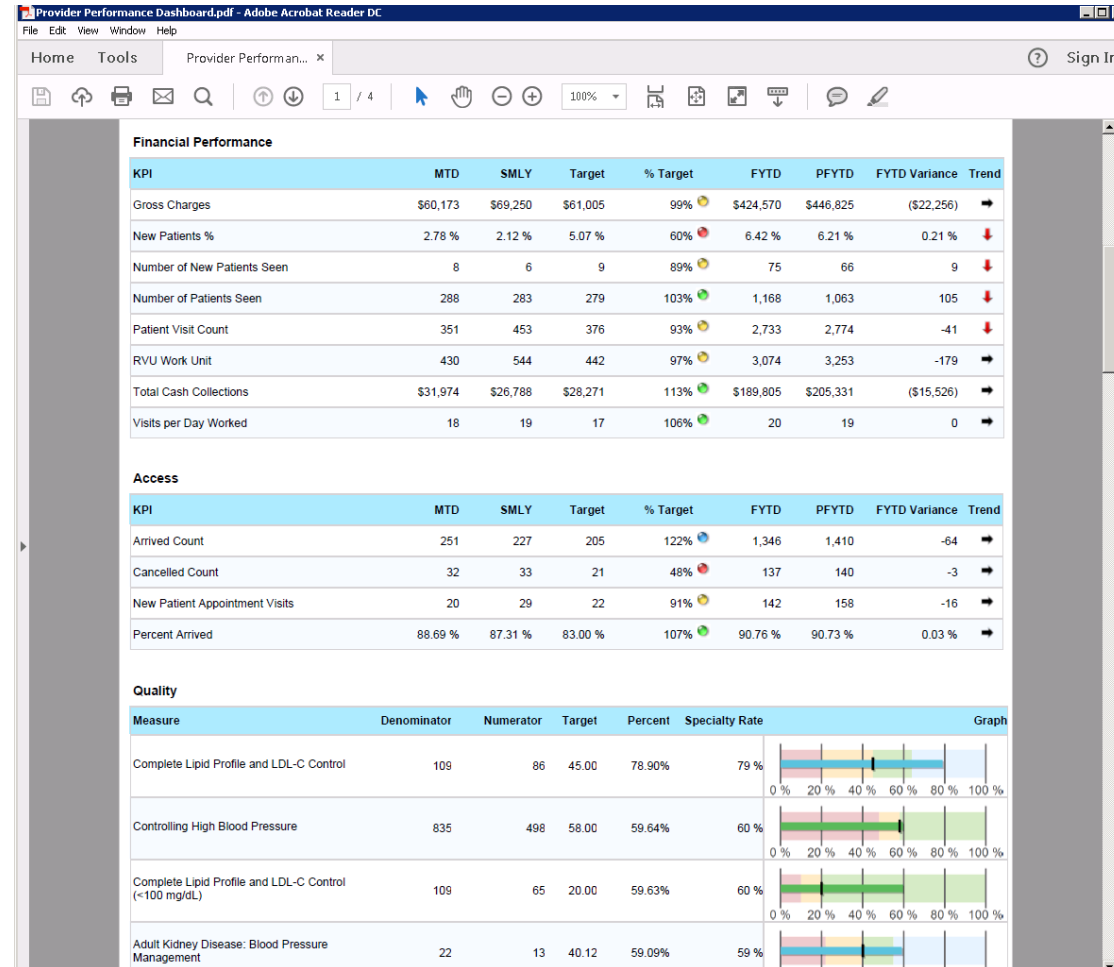 Provider Performance Dashboard.pdf - Adobe Acrobat Reader DC
File Edit View Window Help
Home Tools Provider Performan... × ? Sign In
1 / 4 100%
Financial Performance
KPI MTD SMLY Target % Target FYTD PFYTD FYTD Variance Trend
Gross Charges $60,173 $69,250 $61,005 99% $424,570 $446,825 ($22,256)
New Patients % 2.78 % 2.12 % 5.07 % 60% 6.42 % 6.21 % 0.21 %
Number of New Patients Seen 8 6 9 89% 75 66 9
Number of Patients Seen 288 283 279 103% 1,168 1,063 105
Patient Visit Count 351 453 376 93% 2,733 2,774 -41
RVU Work Unit 430 544 442 97% 3,074 3,253 -179
Total Cash Collections $31,974 $26,788 $28,271 113% $189,805 $205,331 ($15,526)
Visits per Day Worked 18 19 17 106% 20 19 0
Access
KPI MTD SMLY Target % Target FYTD PFYTD FYTD Variance Trend
Arrived Count 251 227 205 122% 1,346 1,410 -64
Cancelled Count 32 33 21 48% 137 140 -3
New Patient Appointment Visits 20 29 22 91% 142 158 -16
Percent Arrived 88.69 % 87.31 % 83.00 % 107% 90.76 % 90.73 % 0.03 %
Quality
Measure Denominator Numerator Target Percent Specialty Rate Graph
Complete Lipid Profile and LDL-C Control 109 86 45.00 78.90% 79 %
0 % 20 % 40 % 60 % 80 % 100 %
Controlling High Blood Pressure 835 498 58.00 59.64% 60 %
0 % 20 % 40 % 60 % 80 % 100 %
Complete Lipid Profile and LDL-C Control
(<100 mg/dL) 109 65 20.00 59.63% 60 %
0 % 20 % 40 % 60 % 80 % 100 %
Adult Kidney Disease: Blood Pressure
Management 22 13 40.12 59.09% 59 %